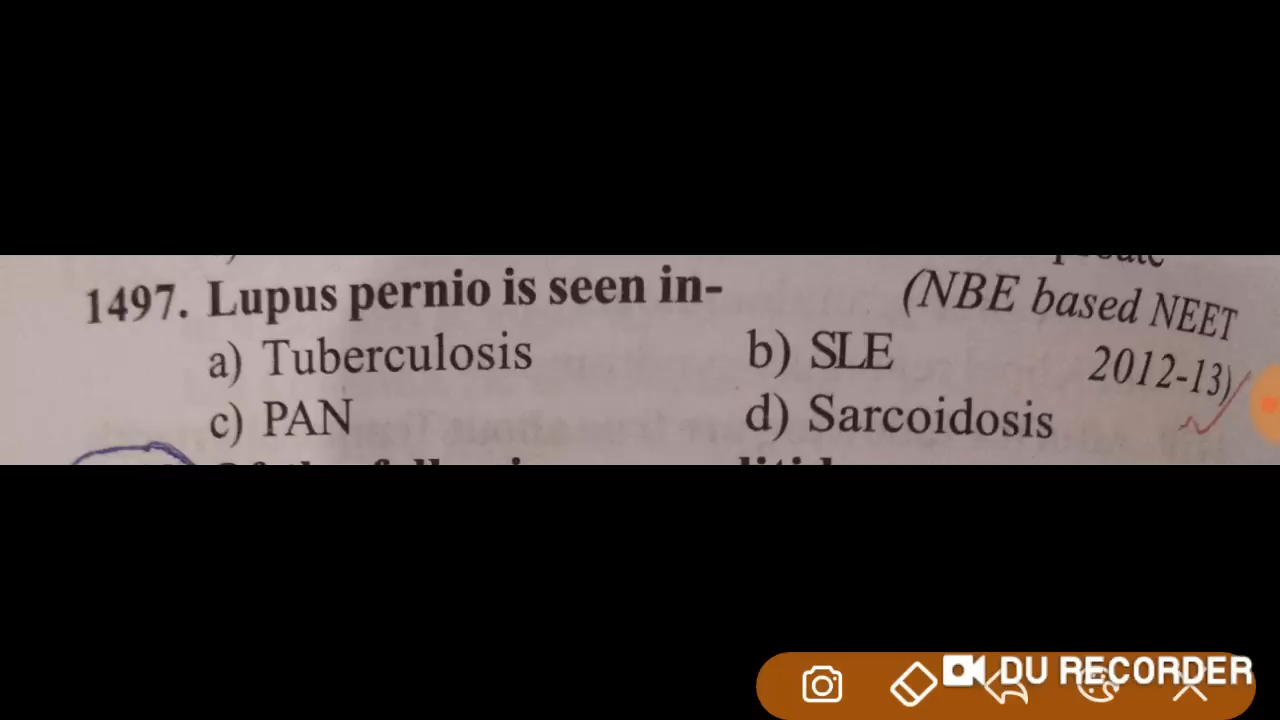 1497. Lupus pernio is seen in- (NBE based NEET
2012-13)
a) Tuberculosis b) SLE
c) PAN d) Sarcoidosis
DU RECORDER